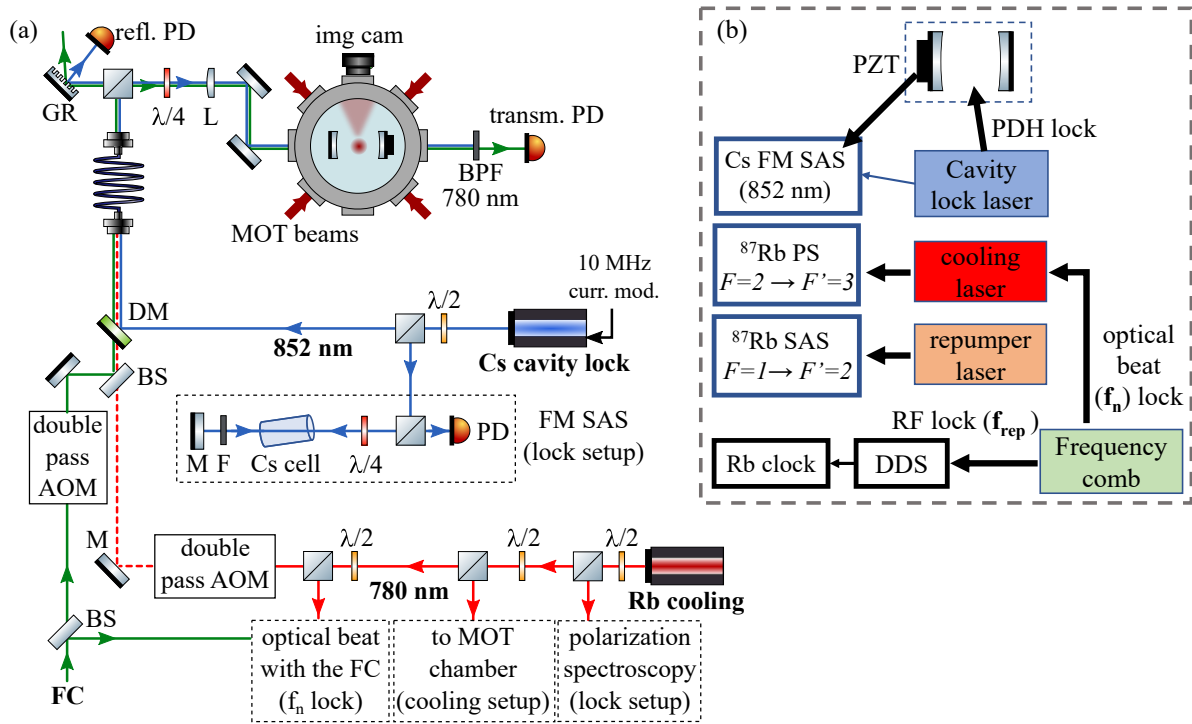 (a)
refl. PD
img cam
GR
λ/4
L
transm. PD
BPF
780 nm
MOT beams
10 MHz
curr. mod.
DM
λ/2
852 nm
Cs cavity lock
BS
double
pass
AOM
FM SAS
(lock setup)
PD
M
F
Cs cell
λ/4
M
double
pass AOM
λ/2
λ/2
λ/2
780 nm
Rb cooling
BS
optical beat
with the FC
(fn lock)
to MOT
chamber
(cooling setup)
polarization
spectroscopy
(lock setup)
FC
(b)
PZT
PDH lock
Cs FM SAS
(852 nm)
Cavity
lock laser
⁸⁷Rb PS
F=2 → F'=3
cooling
laser
⁸⁷Rb SAS
F=1→ F'=2
repumper
laser
optical
beat
(fn) lock
RF lock (frep)
Rb clock
DDS
Frequency
comb